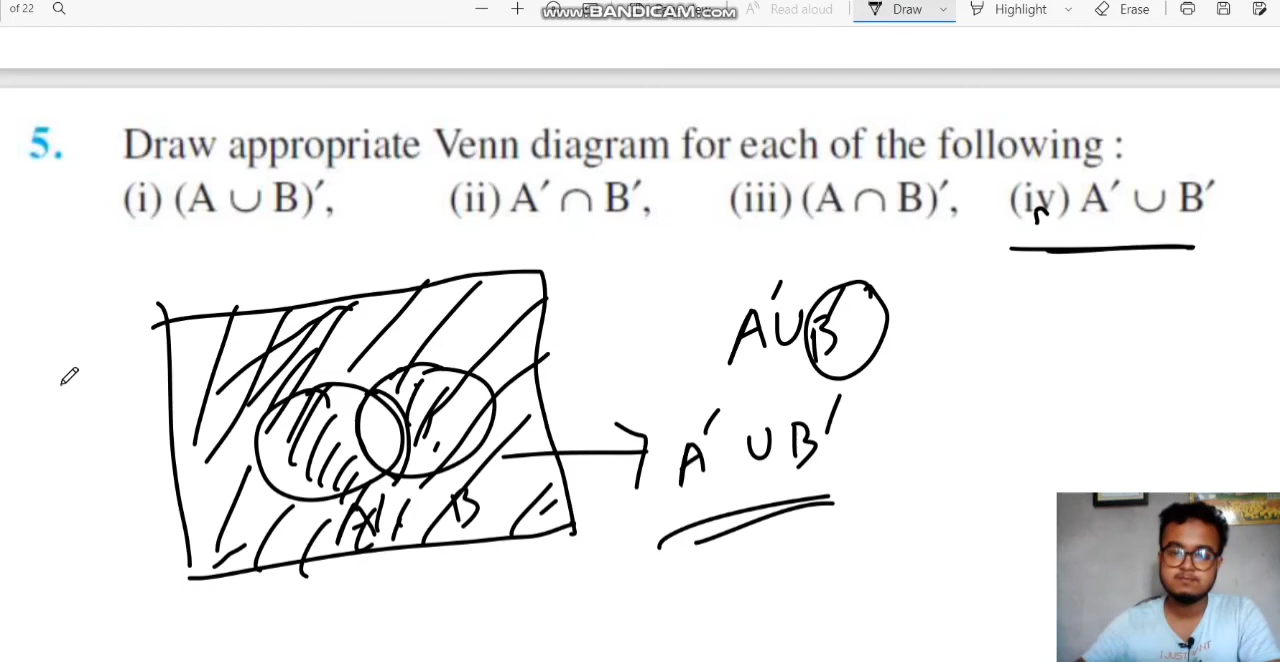 of 22
www.BANDICAM.com
Read aloud
Draw
Highlight
Erase
5. Draw appropriate Venn diagram for each of the following :
(i) (A ∪ B)′, (ii) A′ ∩ B′, (iii) (A ∩ B)′, (iv) A′ ∪ B′
A′ ∪ B
A′ ∪ B′
A B